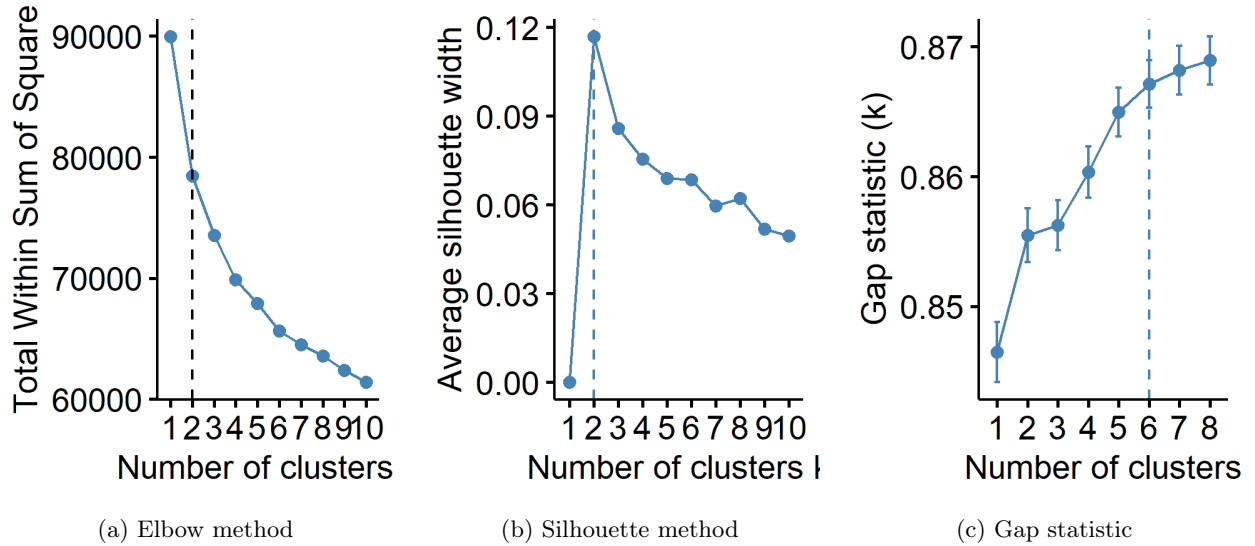 Total Within Sum of Square
90000
80000
70000
60000
1 2 3 4 5 6 7 8 9 10
Number of clusters
(a) Elbow method
Average silhouette width
0.12
0.09
0.06
0.03
0.00
1 2 3 4 5 6 7 8 9 10
Number of clusters k
(b) Silhouette method
Gap statistic (k)
0.87
0.86
0.85
1 2 3 4 5 6 7 8
Number of clusters
(c) Gap statistic